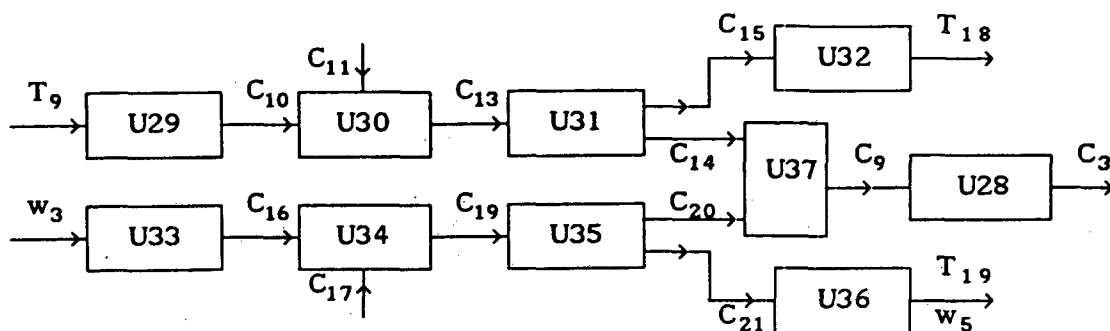 C₁₅ T₁₈
U32
C₁₁
T₉ C₁₀ C₁₃
U29 U30 U31
C₁₄ U37 C₉ C₃
U28
w₃ C₁₆ C₁₉ C₂₀
U33 U34 U35
C₁₇ T₁₉
C₂₁ U36 w₅